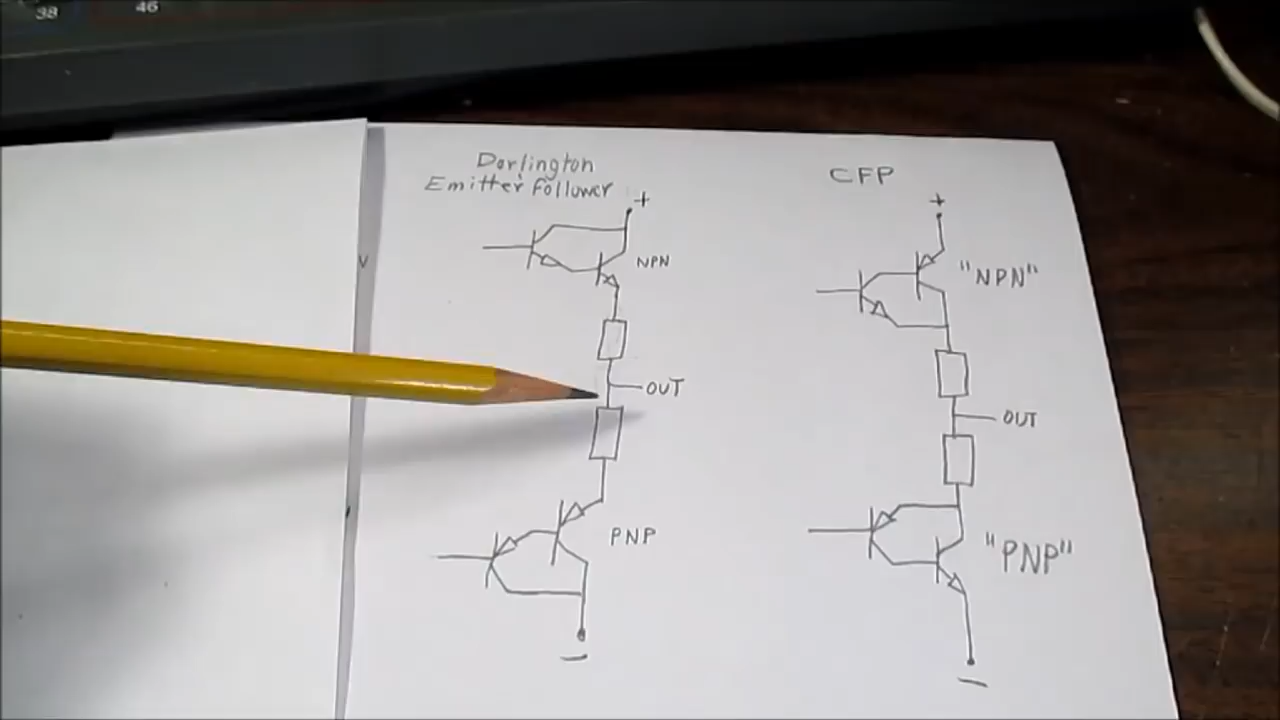 38
46
Darlington
Emitter Follower
+
NPN
OUT
PNP
−
CFP
+
"NPN"
OUT
"PNP"
−